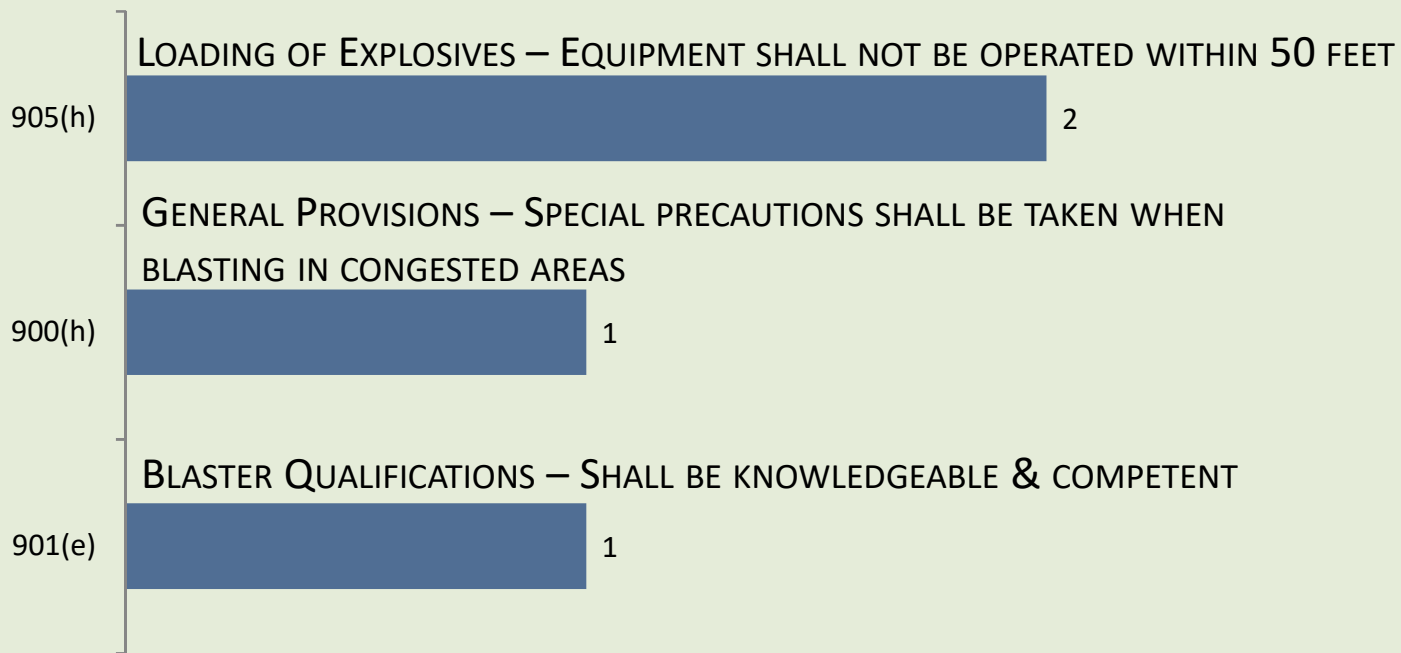 Loading of Explosives – Equipment shall not be operated within 50 feet
905(h)
2
General Provisions – Special precautions shall be taken when
blasting in congested areas
900(h)
1
Blaster Qualifications – Shall be knowledgeable & competent
901(e)
1